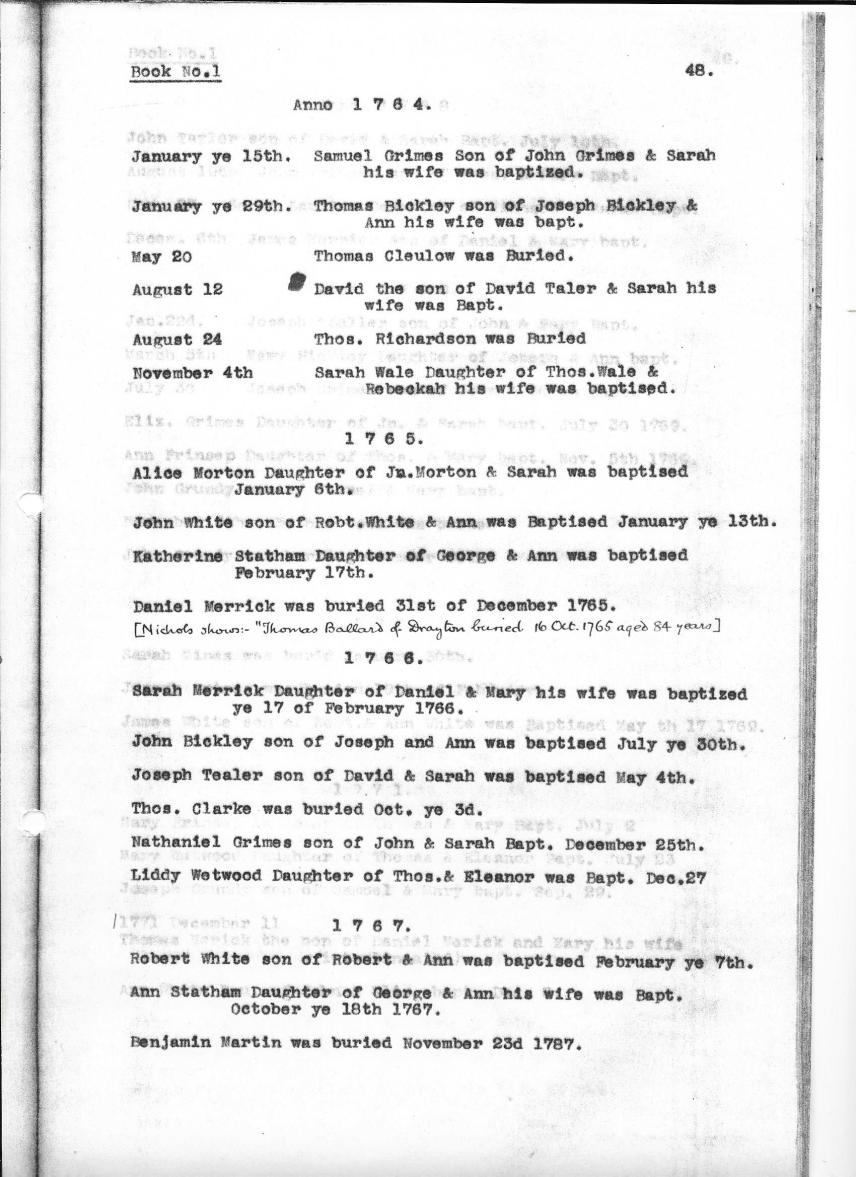 Book No.1
48.
Anno 1 7 6 4.
January ye 15th. Samuel Grimes Son of John Grimes & Sarah
his wife was baptized.
January ye 29th. Thomas Bickley son of Joseph Bickley &
Ann his wife was bapt.
May 20 Thomas Cleulow was Buried.
August 12 David the son of David Taler & Sarah his
wife was Bapt.
August 24 Thos. Richardson was Buried
November 4th Sarah Wale Daughter of Thos.Wale &
Rebeckah his wife was baptised.
1 7 6 5.
Alice Morton Daughter of Jn.Morton & Sarah was baptised
January 6th.
John White son of Robt.White & Ann was Baptised January ye 13th.
Katherine Statham Daughter of George & Ann was baptised
February 17th.
Daniel Merrick was buried 31st of December 1765.
[Nichols shows:- "Thomas Ballard of Drayton buried 16 Oct. 1765 aged 84 years]
1 7 6 6.
Sarah Merrick Daughter of Daniel & Mary his wife was baptized
ye 17 of February 1766.
John Bickley son of Joseph and Ann was baptised July ye 30th.
Joseph Tealer son of David & Sarah was baptised May 4th.
Thos. Clarke was buried Oct. ye 3d.
Nathaniel Grimes son of John & Sarah Bapt. December 25th.
Liddy Wetwood Daughter of Thos.& Eleanor was Bapt. Dec.27
1 7 6 7.
Robert White son of Robert & Ann was baptised February ye 7th.
Ann Statham Daughter of George & Ann his wife was Bapt.
October ye 18th 1767.
Benjamin Martin was buried November 23d 1787.